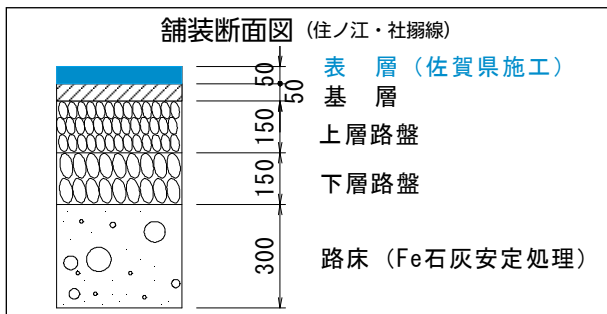 舗装断面図 (住ノ江・社搦線)
50 表 層 (佐賀県施工)
50 基 層
150 上層路盤
150 下層路盤
300 路床 (Fe石灰安定処理)